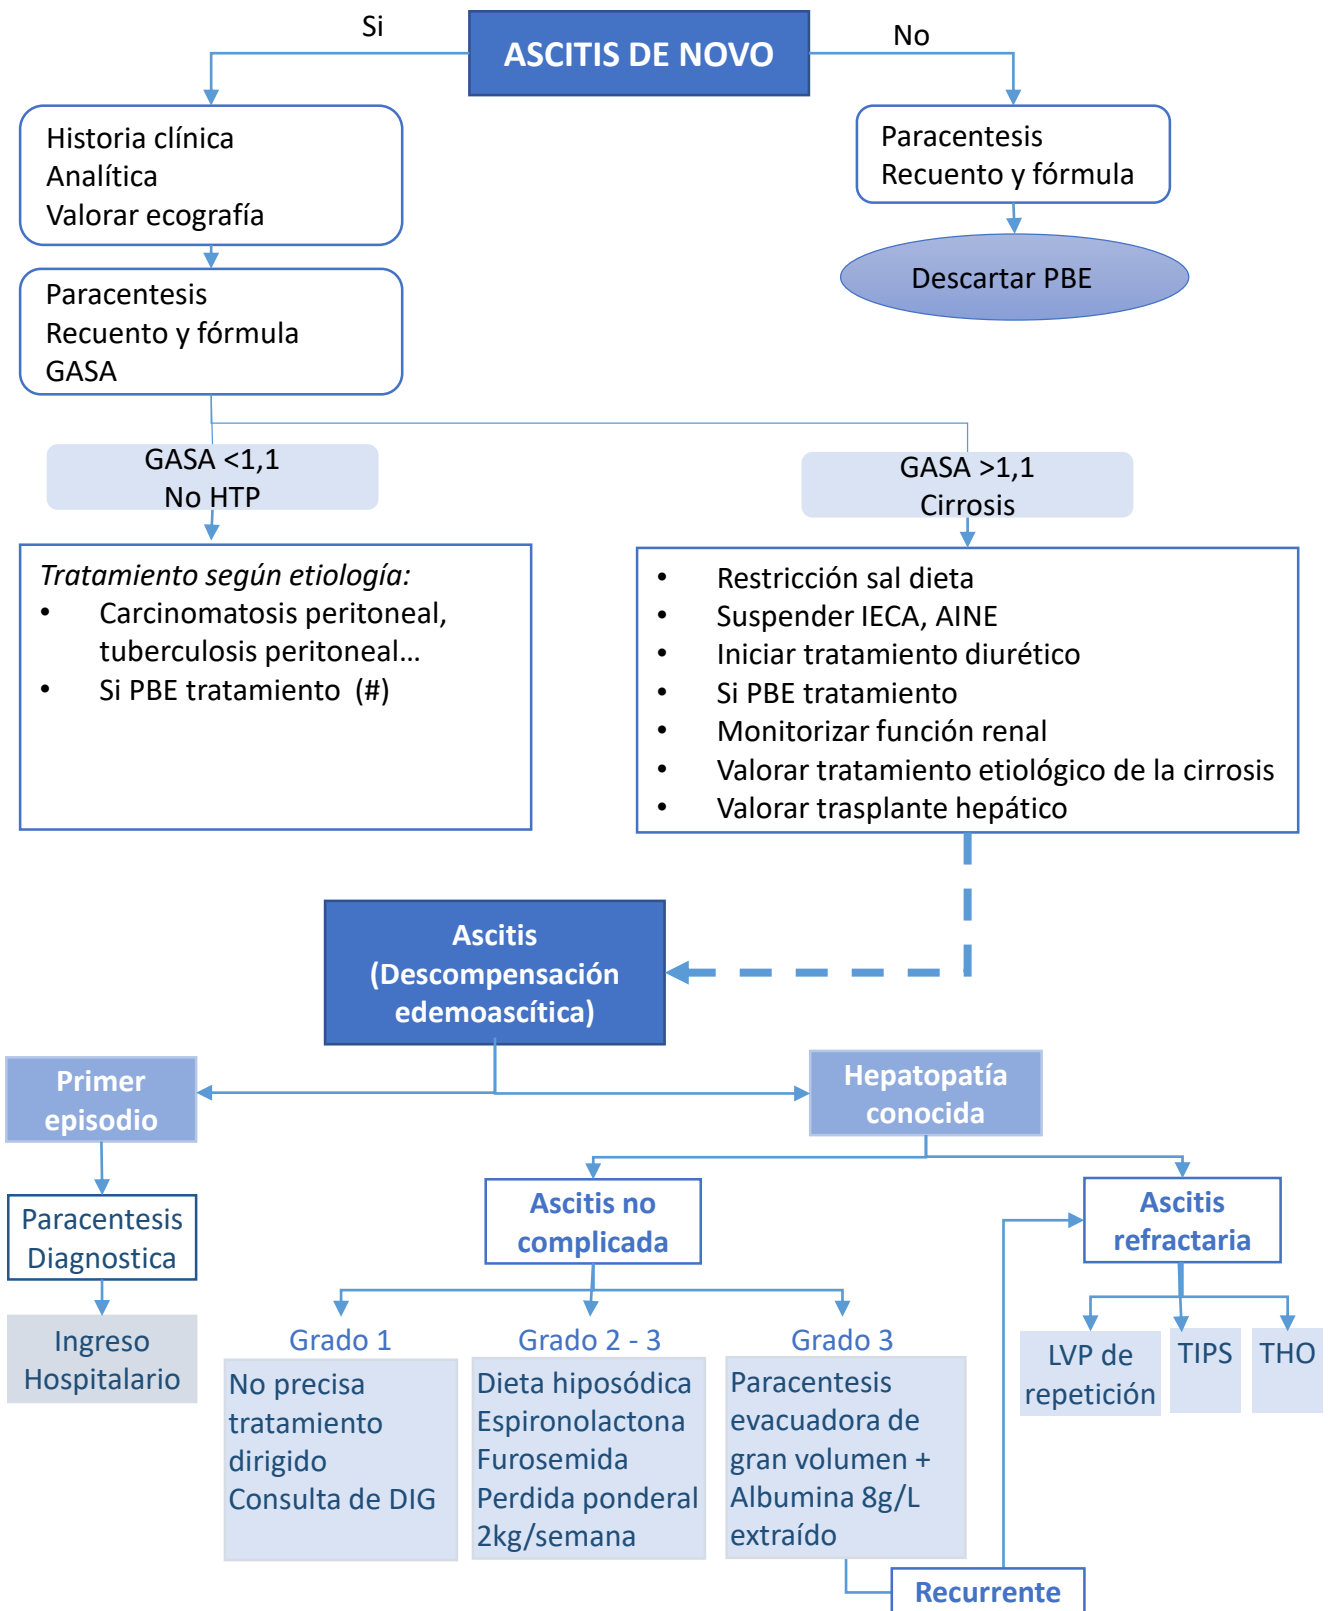 Si
ASCITIS DE NOVO
No
Historia clínica
Analítica
Valorar ecografía
Paracentesis
Recuento y fórmula
Descartar PBE
Paracentesis
Recuento y fórmula
GASA
GASA <1,1
No HTP
GASA >1,1
Cirrosis
Tratamiento según etiología:
• Carcinomatosis peritoneal,
tuberculosis peritoneal...
• Si PBE tratamiento (#)
• Restricción sal dieta
• Suspender IECA, AINE
• Iniciar tratamiento diurético
• Si PBE tratamiento
• Monitorizar función renal
• Valorar tratamiento etiológico de la cirrosis
• Valorar trasplante hepático
Ascitis
(Descompensación
edemoascítica)
Primer
episodio
Hepatopatía
conocida
Paracentesis
Diagnostica
Ingreso
Hospitalario
Ascitis no
complicada
Ascitis
refractaria
Grado 1
No precisa
tratamiento
dirigido
Consulta de DIG
Grado 2 - 3
Dieta hiposódica
Espironolactona
Furosemida
Perdida ponderal
2kg/semana
Grado 3
Paracentesis
evacuadora de
gran volumen +
Albumina 8g/L
extraído
LVP de
repetición
TIPS
THO
Recurrente